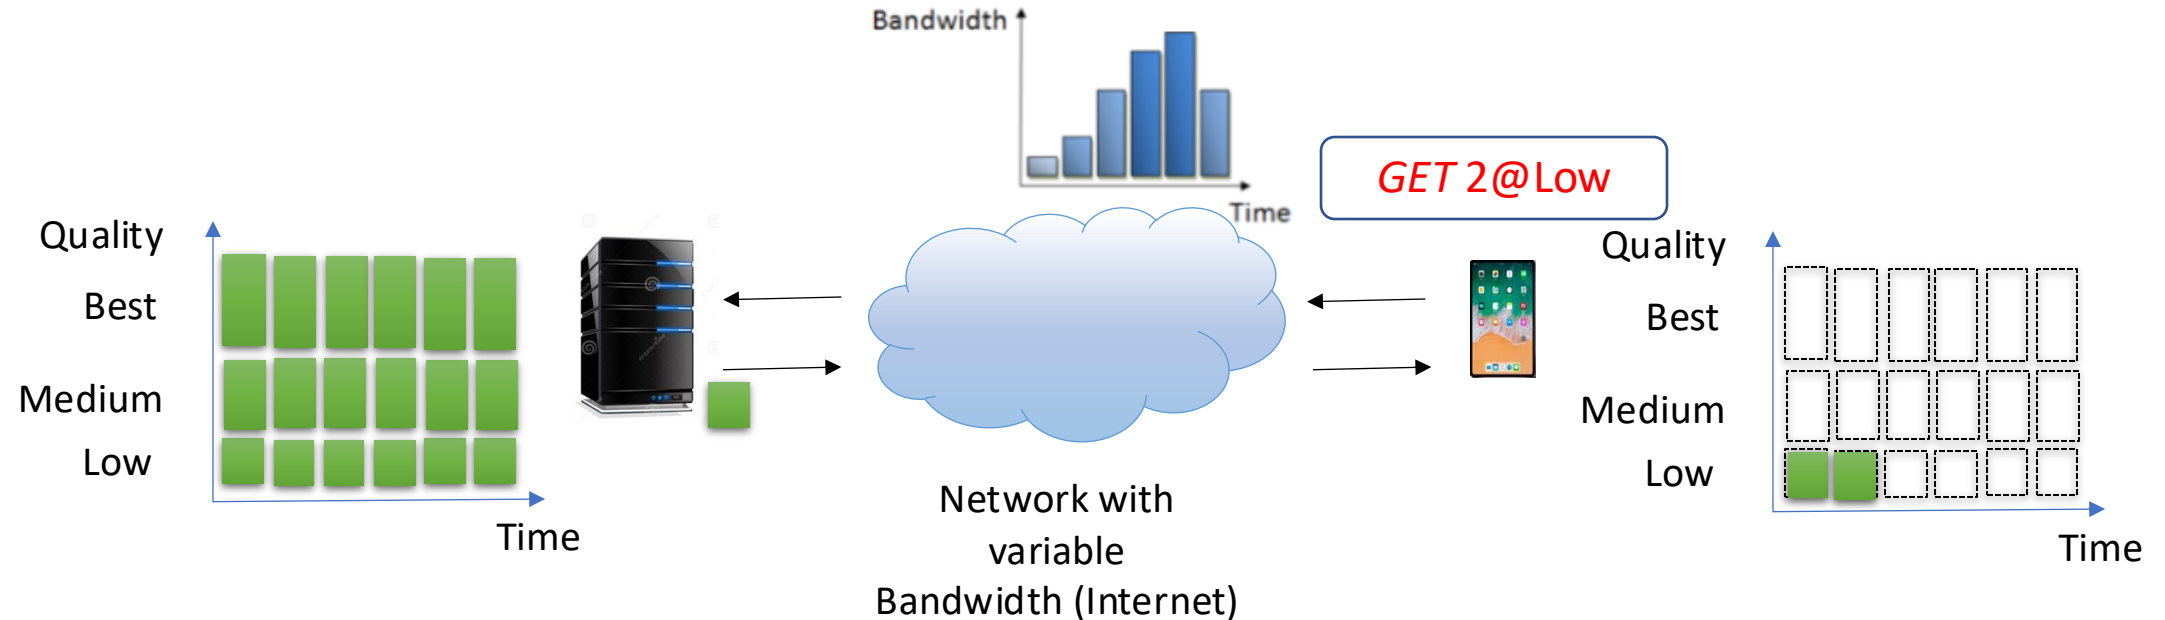 Bandwidth
Time
GET 2@Low
Quality
Best
Medium
Low
Time
Network with
variable
Bandwidth (Internet)
Quality
Best
Medium
Low
Time